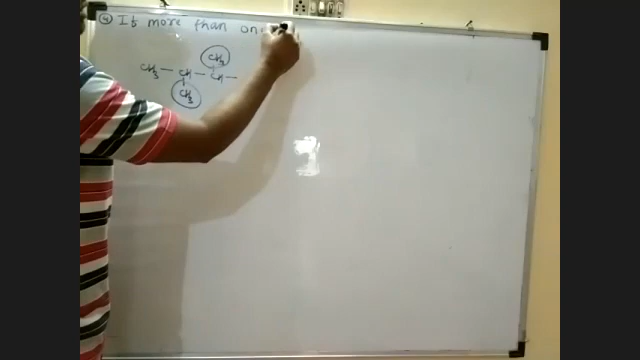 ④ If more than on
CH₃
CH₃ — CH — CH —
CH₃